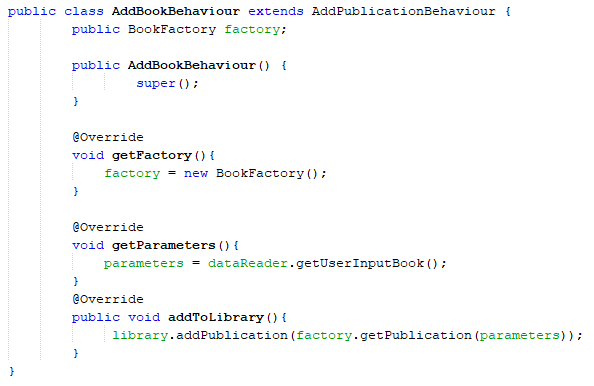 public class AddBookBehaviour extends AddPublicationBehaviour {
public BookFactory factory;
public AddBookBehaviour() {
super();
}
@Override
void getFactory(){
factory = new BookFactory();
}
@Override
void getParameters(){
parameters = dataReader.getUserInputBook();
}
@Override
public void addToLibrary(){
library.addPublication(factory.getPublication(parameters));
}
}